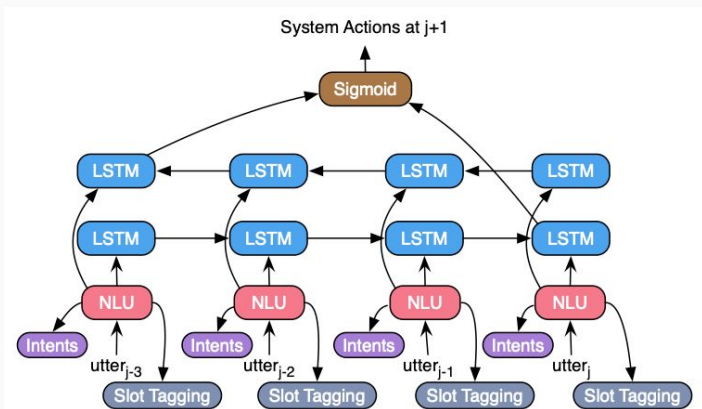 System Actions at j+1
Sigmoid
LSTM LSTM LSTM LSTM
LSTM LSTM LSTM LSTM
NLU NLU NLU NLU
Intents Intents Intents Intents
utterj-3 utterj-2 utterj-1 utterj
Slot Tagging Slot Tagging Slot Tagging Slot Tagging